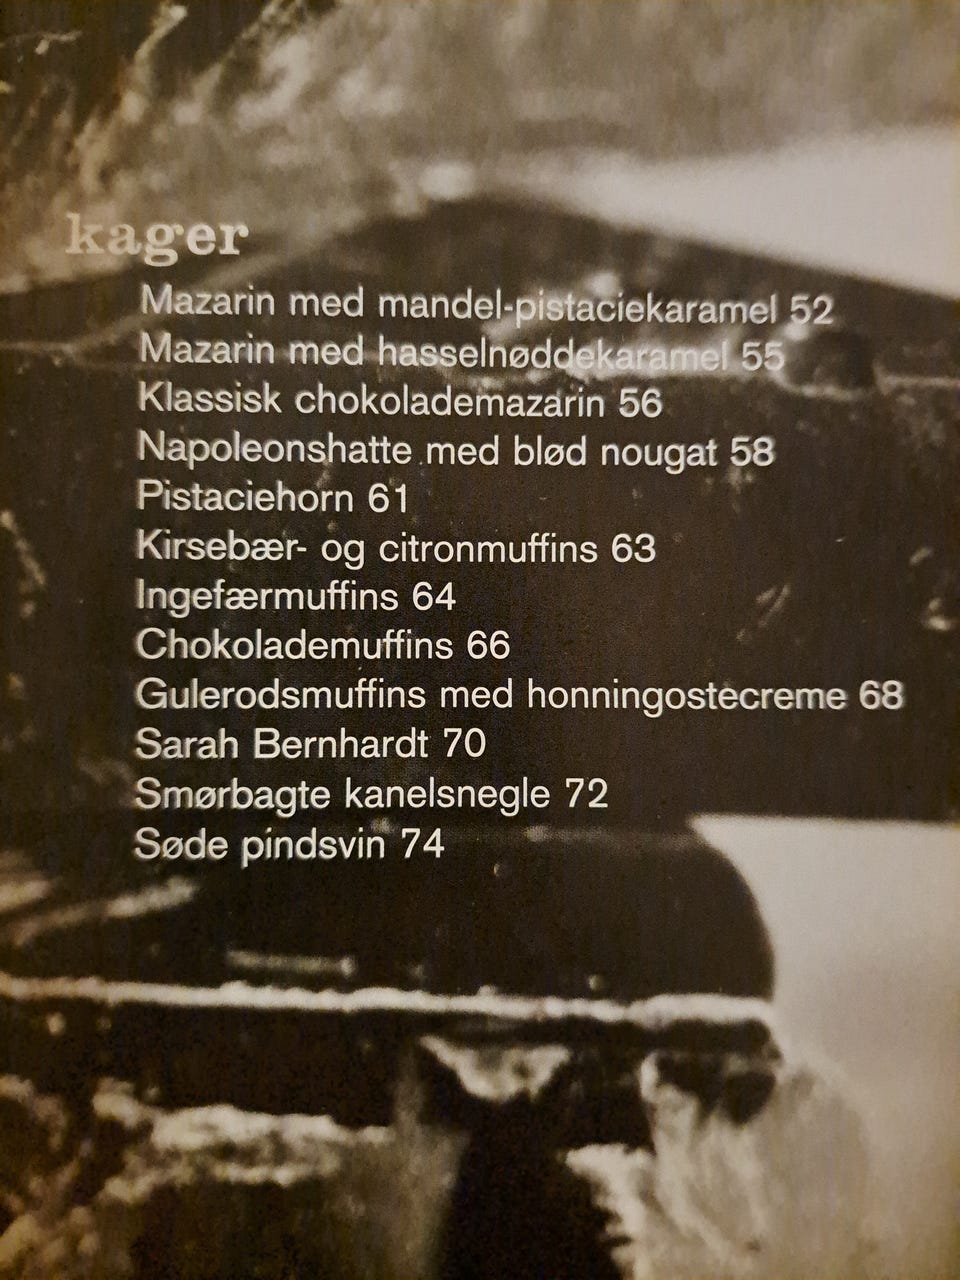 kager
Mazarin med mandel-pistaciekaramel 52
Mazarin med hasselnøddekaramel 55
Klassisk chokolademazarin 56
Napoleonshatte med blød nougat 58
Pistaciehorn 61
Kirsebær- og citronmuffins 63
Ingefærmuffins 64
Chokolademuffins 66
Gulerodsmuffins med honningostecreme 68
Sarah Bernhardt 70
Smørbagte kanelsnegle 72
Søde pindsvin 74